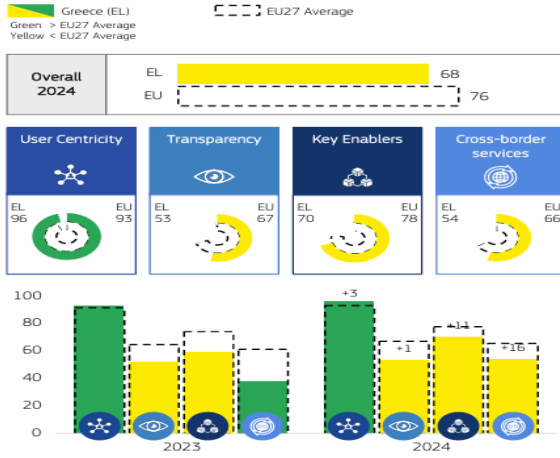 Greece (EL)
EU27 Average
Green > EU27 Average
Yellow < EU27 Average
Overall
2024
EL
68
EU
76
User Centricity
Transparency
Key Enablers
Cross-border
services
EL
96
EU
93
EL
53
EU
67
EL
70
EU
78
EL
54
EU
66
100
80
60
40
20
0
+3
+1
+11
+16
2023
2024